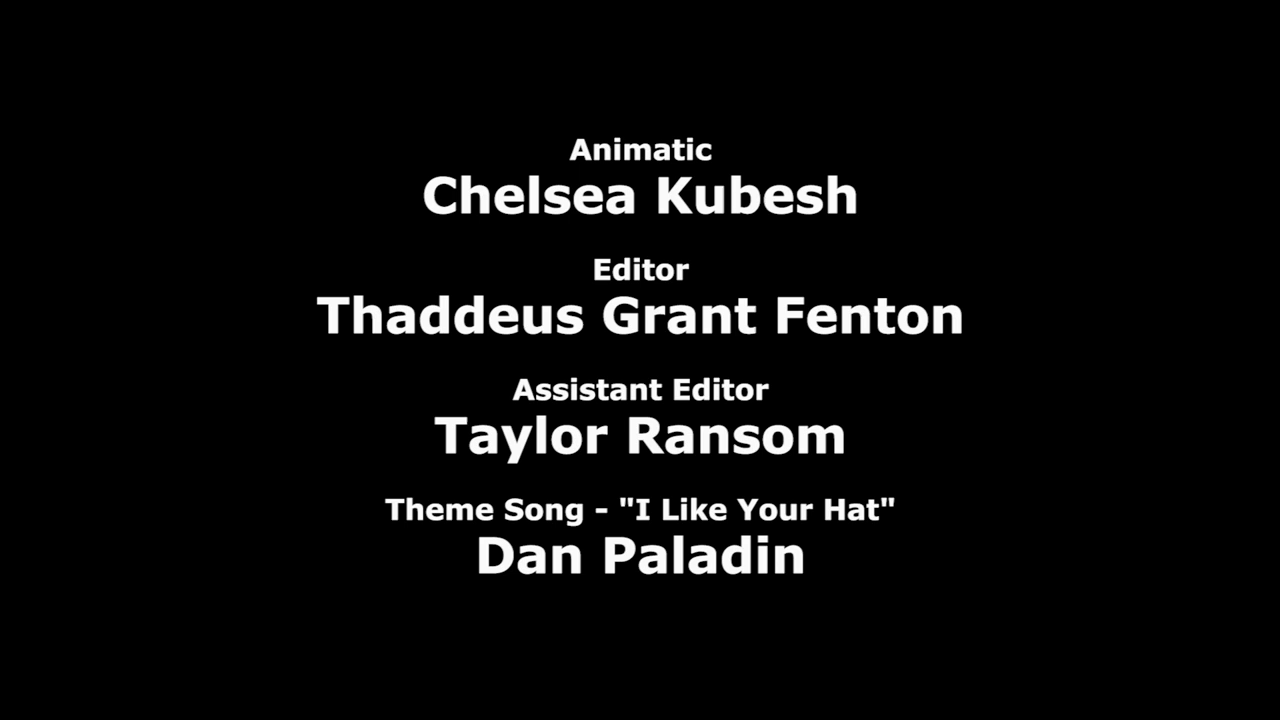 Animatic
Chelsea Kubesh
Editor
Thaddeus Grant Fenton
Assistant Editor
Taylor Ransom
Theme Song - "I Like Your Hat"
Dan Paladin